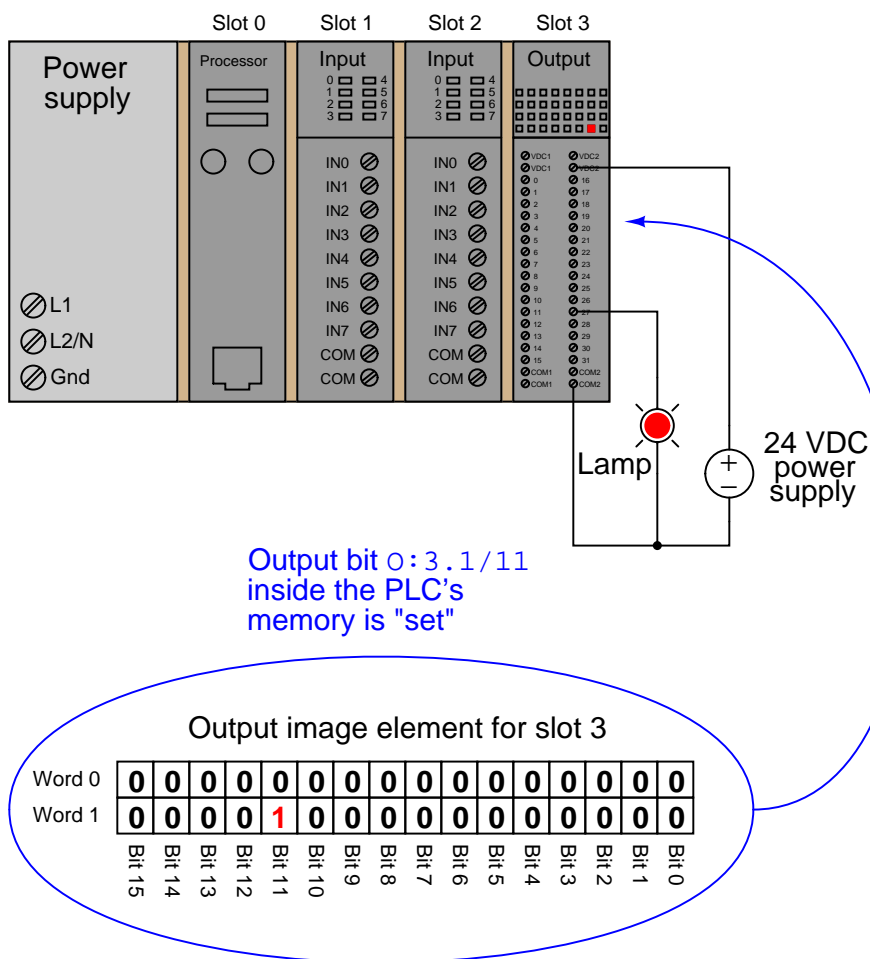 Slot 0 Slot 1 Slot 2 Slot 3
Power
supply
Processor
Input
Input
Output
0 4
1 5
2 6
3 7
0 4
1 5
2 6
3 7
L1
L2/N
Gnd
IN0
IN1
IN2
IN3
IN4
IN5
IN6
IN7
COM
COM
IN0
IN1
IN2
IN3
IN4
IN5
IN6
IN7
COM
COM
VDC1 VDC2
VDC1 VDC2
0 16
1 17
2 18
3 19
4 20
5 21
6 22
7 23
8 24
9 25
10 26
11 27
12 28
13 29
14 30
15 31
COM1 COM2
COM1 COM2
Lamp
+
−
24 VDC
power
supply
Output bit O:3.1/11
inside the PLC's
memory is "set"
Output image element for slot 3
Word 0 0 0 0 0 0 0 0 0 0 0 0 0 0 0 0 0
Word 1 0 0 0 0 1 0 0 0 0 0 0 0 0 0 0 0
Bit 15 Bit 14 Bit 13 Bit 12 Bit 11 Bit 10 Bit 9 Bit 8 Bit 7 Bit 6 Bit 5 Bit 4 Bit 3 Bit 2 Bit 1 Bit 0